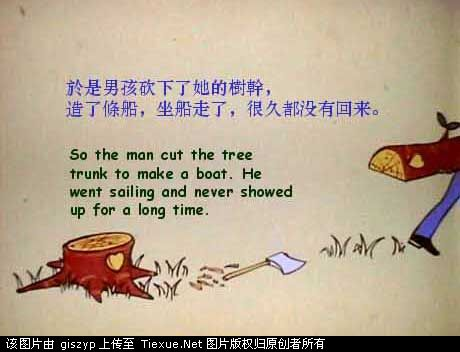 於是男孩砍下了她的樹幹，
造了條船，坐船走了，很久都没有回来。
So the man cut the tree
trunk to make a boat. He
went sailing and never showed
up for a long time.
该图片由 giszyp 上传至 Tiexue.Net 图片版权归原创者所有